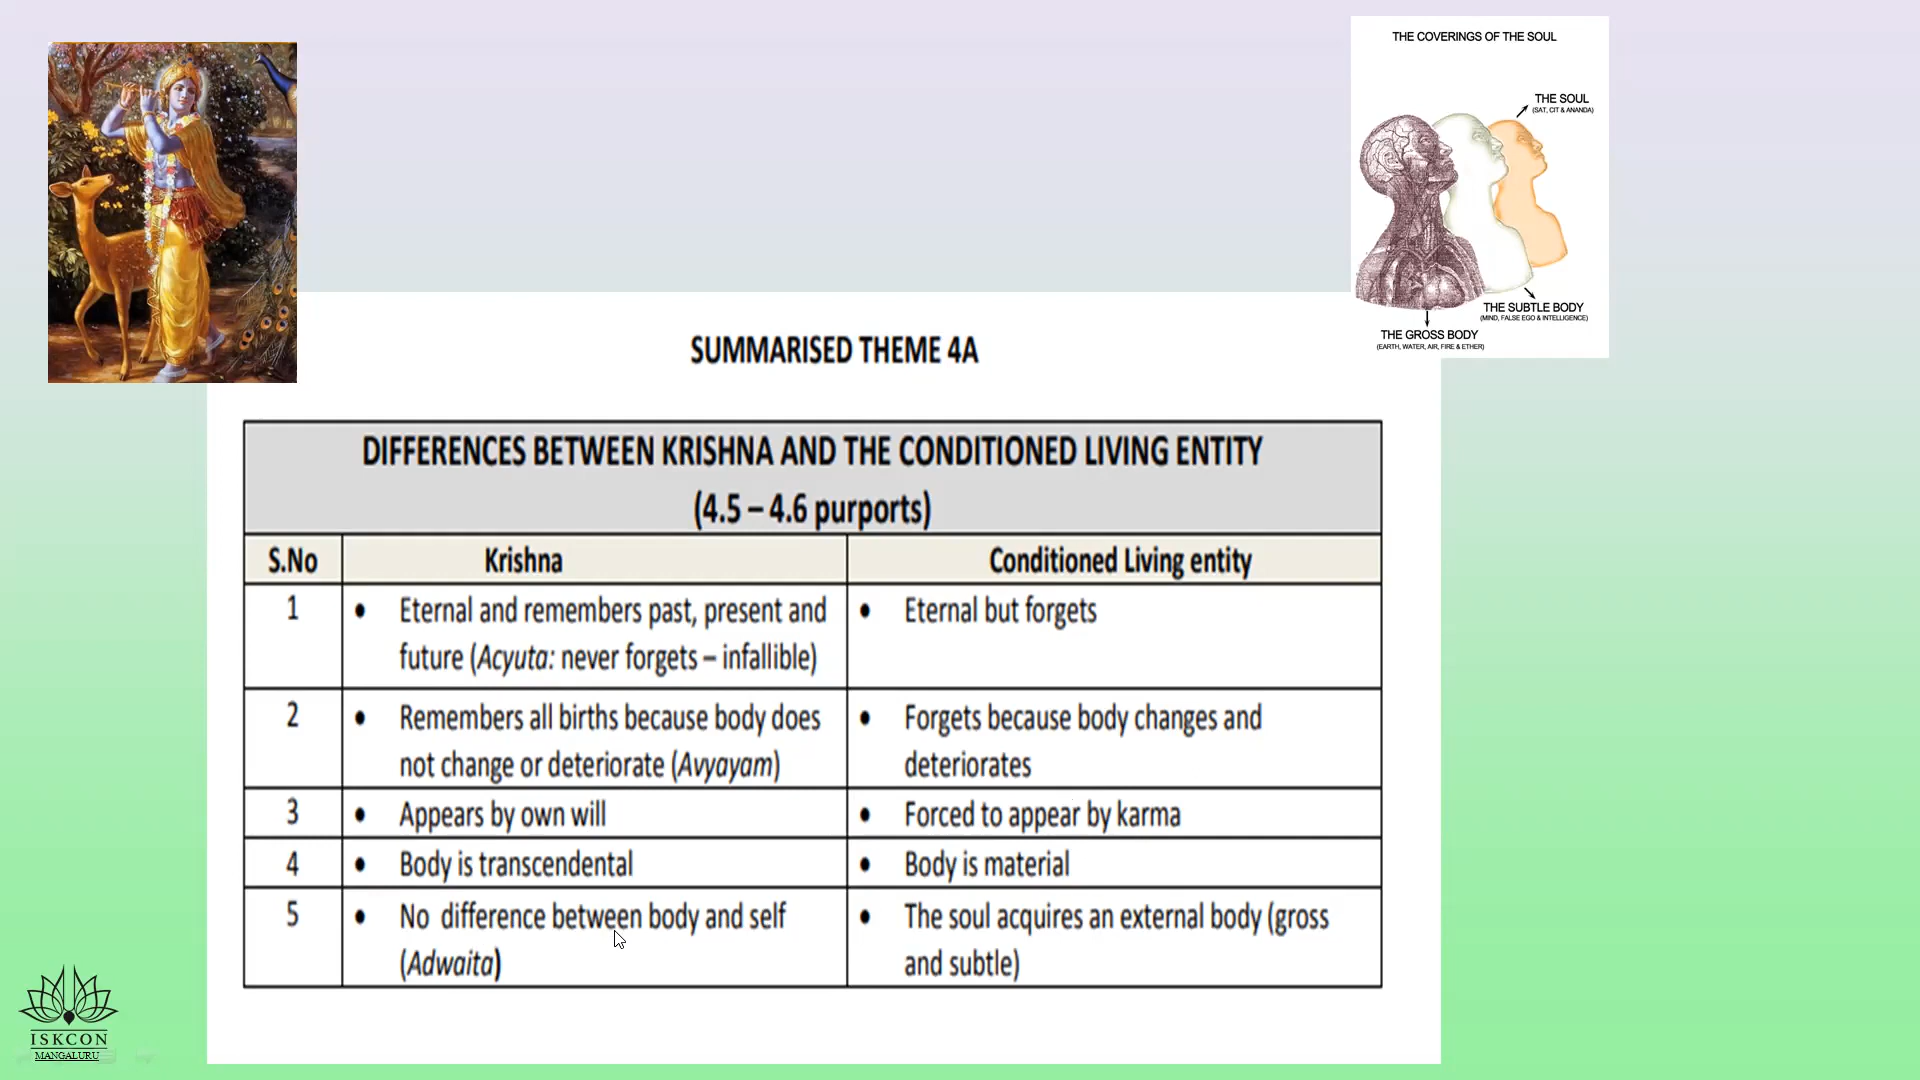 THE COVERINGS OF THE SOUL
THE SOUL
(SAT, CIT & ANANDA)
THE SUBTLE BODY
(MIND, FALSE EGO & INTELLIGENCE)
THE GROSS BODY
(EARTH, WATER, AIR, FIRE & ETHER)
SUMMARISED THEME 4A
DIFFERENCES BETWEEN KRISHNA AND THE CONDITIONED LIVING ENTITY
(4.5 – 4.6 purports)
S.No Krishna Conditioned Living entity
1 • Eternal and remembers past, present and • Eternal but forgets
future (Acyuta: never forgets – infallible)
2 • Remembers all births because body does • Forgets because body changes and
not change or deteriorate (Avyayam) deteriorates
3 • Appears by own will • Forced to appear by karma
4 • Body is transcendental • Body is material
5 • No difference between body and self • The soul acquires an external body (gross
(Adwaita) and subtle)
ISKCON
MANGALURU